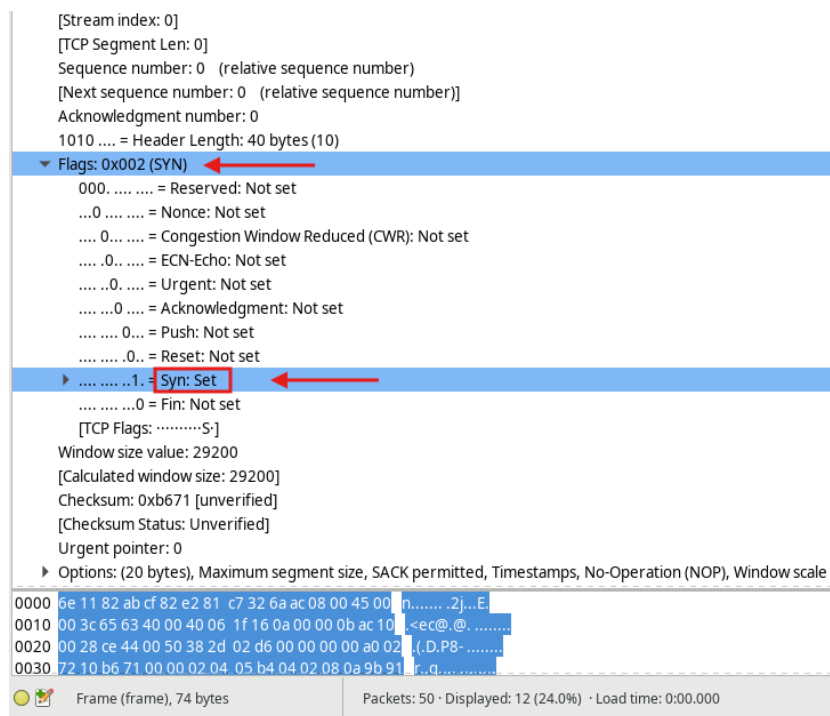 [Stream index: 0]
[TCP Segment Len: 0]
Sequence number: 0 (relative sequence number)
[Next sequence number: 0 (relative sequence number)]
Acknowledgment number: 0
1010 .... = Header Length: 40 bytes (10)
Flags: 0x002 (SYN)
000. .... .... = Reserved: Not set
...0 .... .... = Nonce: Not set
.... 0... .... = Congestion Window Reduced (CWR): Not set
.... .0.. .... = ECN-Echo: Not set
.... ..0. .... = Urgent: Not set
.... ...0 .... = Acknowledgment: Not set
.... .... 0... = Push: Not set
.... .... .0.. = Reset: Not set
.... .... ..1. = Syn: Set
.... .... ...0 = Fin: Not set
[TCP Flags: ··········S·]
Window size value: 29200
[Calculated window size: 29200]
Checksum: 0xb671 [unverified]
[Checksum Status: Unverified]
Urgent pointer: 0
Options: (20 bytes), Maximum segment size, SACK permitted, Timestamps, No-Operation (NOP), Window scale
0000 6e 11 82 ab cf 82 e2 81 c7 32 6a ac 08 00 45 00 n....... .2j...E.
0010 00 3c 65 63 40 00 40 06 1f 16 0a 00 00 0b ac 10 .<ec@.@. ........
0020 00 28 ce 44 00 50 38 2d 02 d6 00 00 00 00 a0 02 .(.D.P8- ........
0030 72 10 b6 71 00 00 02 04 05 b4 04 02 08 0a 9b 91 r..q.... ........
Frame (frame), 74 bytes
Packets: 50 · Displayed: 12 (24.0%) · Load time: 0:00.000